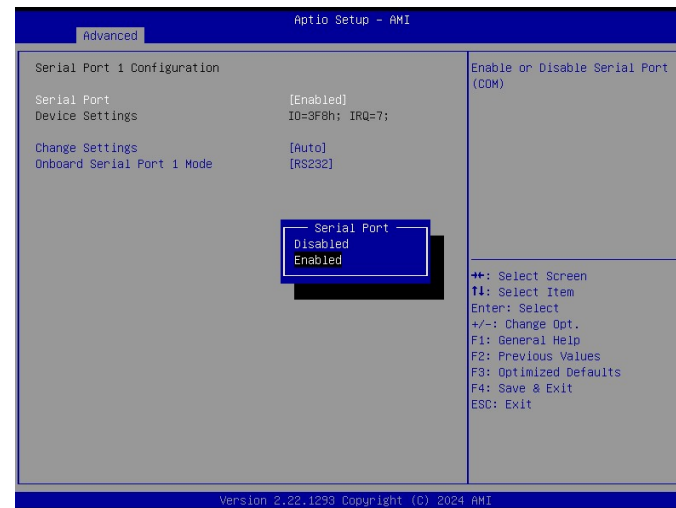 Aptio Setup – AMI
Advanced
Serial Port 1 Configuration
Serial Port [Enabled]
Device Settings IO=3F8h; IRQ=7;
Change Settings [Auto]
Onboard Serial Port 1 Mode [RS232]
Serial Port
Disabled
Enabled
Enable or Disable Serial Port
(COM)
→←: Select Screen
↑↓: Select Item
Enter: Select
+/-: Change Opt.
F1: General Help
F2: Previous Values
F3: Optimized Defaults
F4: Save & Exit
ESC: Exit
Version 2.22.1293 Copyright (C) 2024 AMI